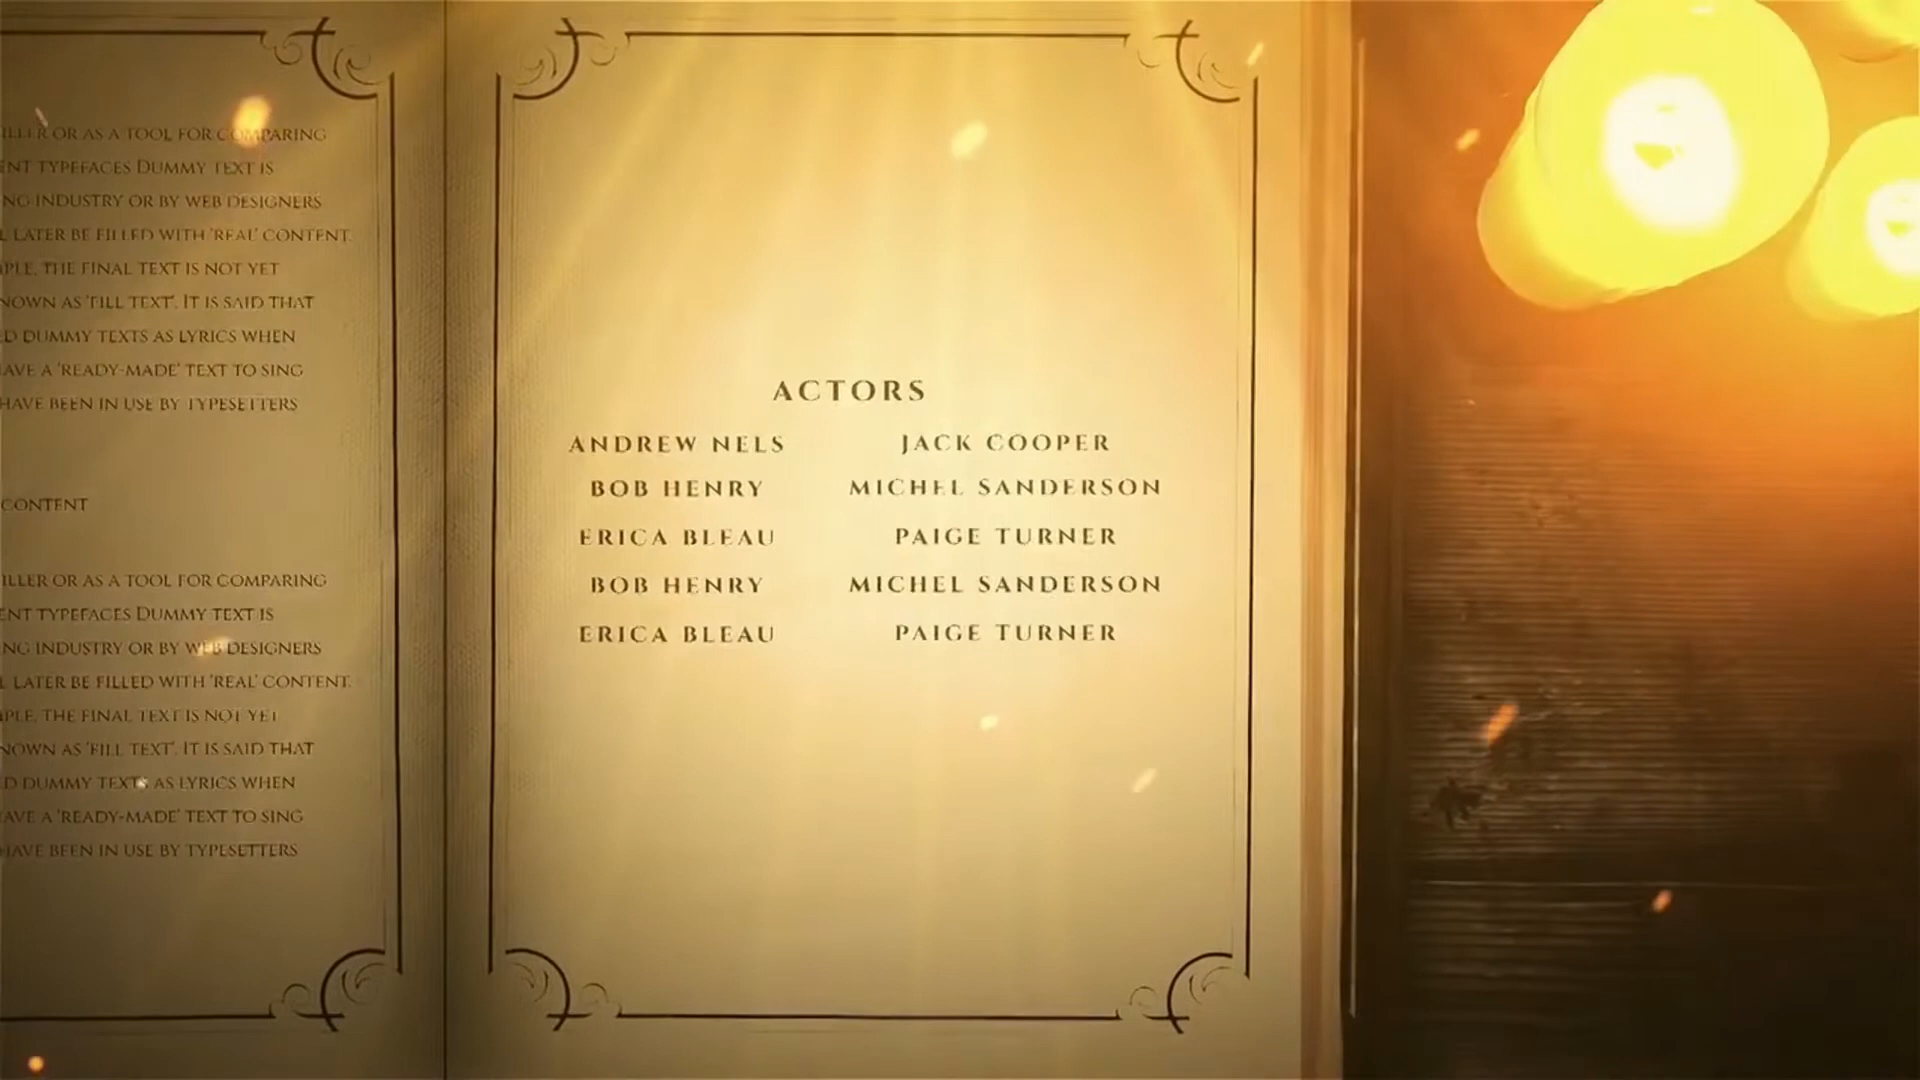 ILLER OR AS A TOOL FOR COMPARING
ENT TYPEFACES DUMMY TEXT IS
NG INDUSTRY OR BY WEB DESIGNERS
L LATER BE FILLED WITH 'REAL' CONTENT.
PLE, THE FINAL TEXT IS NOT YET
NOWN AS 'FILL TEXT'. IT IS SAID THAT
ED DUMMY TEXTS AS LYRICS WHEN
AVE A 'READY-MADE' TEXT TO SING
HAVE BEEN IN USE BY TYPESETTERS
CONTENT
ILLER OR AS A TOOL FOR COMPARING
ENT TYPEFACES DUMMY TEXT IS
NG INDUSTRY OR BY WEB DESIGNERS
L LATER BE FILLED WITH 'REAL' CONTENT.
PLE, THE FINAL TEXT IS NOT YET
NOWN AS 'FILL TEXT'. IT IS SAID THAT
ED DUMMY TEXTS AS LYRICS WHEN
AVE A 'READY-MADE' TEXT TO SING
HAVE BEEN IN USE BY TYPESETTERS
ACTORS
ANDREW NELS JACK COOPER
BOB HENRY MICHEL SANDERSON
ERICA BLEAU PAIGE TURNER
BOB HENRY MICHEL SANDERSON
ERICA BLEAU PAIGE TURNER